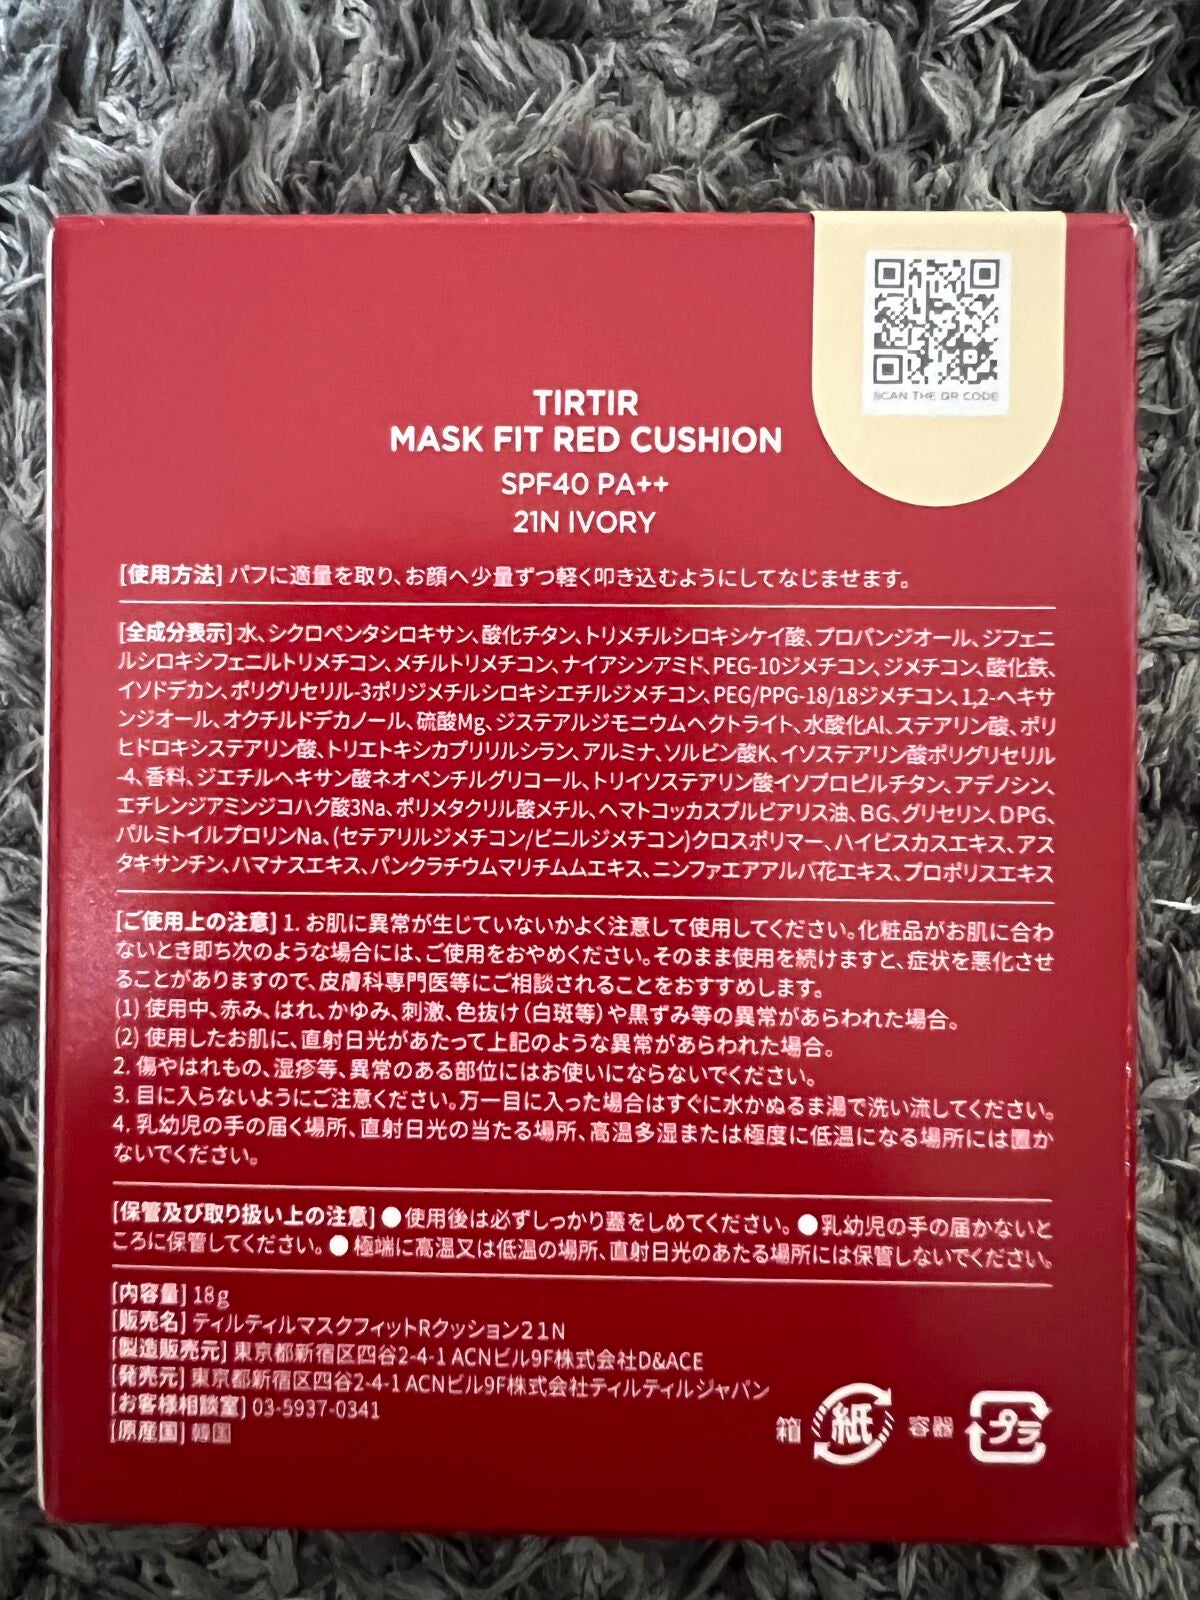 SCAN THE QR CODE
TIRTIR
MASK FIT RED CUSHION
SPF40 PA++
21N IVORY
[使用方法] パフに適量を取り、お顔へ少量ずつ軽く叩き込むようにしてなじませます。
[全成分表示] 水、シクロペンタシロキサン、酸化チタン、トリメチルシロキシケイ酸、プロパンジオール、ジフェニ
ルシロキシフェニルトリメチコン、メチルトリメチコン、ナイアシンアミド、PEG-10ジメチコン、ジメチコン、酸化鉄、
イソドデカン、ポリグリセリル-3ポリジメチルシロキシエチルジメチコン、PEG/PPG-18/18ジメチコン、1,2-ヘキサ
ンジオール、オクチルドデカノール、硫酸Mg、ジステアルジモニウムヘクトライト、水酸化Al、ステアリン酸、ポリ
ヒドロキシステアリン酸、トリエトキシカプリリルシラン、アルミナ、ソルビン酸K、イソステアリン酸ポリグリセリル
-4、香料、ジエチルヘキサン酸ネオペンチルグリコール、トリイソステアリン酸イソプロピルチタン、アデノシン、
エチレンジアミンジコハク酸3Na、ポリメタクリル酸メチル、ヘマトコッカスプルビアリス油、BG、グリセリン、DPG、
パルミトイルプロリンNa、(セテアリルジメチコン/ビニルジメチコン)クロスポリマー、ハイビスカスエキス、アス
タキサンチン、ハマナスエキス、パンクラチウムマリチムムエキス、ニンファエアアルバ花エキス、プロポリスエキス
[ご使用上の注意] 1. お肌に異常が生じていないかよく注意して使用してください。化粧品がお肌に合わ
ないとき即ち次のような場合には、ご使用をおやめください。そのまま使用を続けますと、症状を悪化させ
ることがありますので、皮膚科専門医等にご相談されることをおすすめします。
(1) 使用中、赤み、はれ、かゆみ、刺激、色抜け(白斑等)や黒ずみ等の異常があらわれた場合。
(2) 使用したお肌に、直射日光があたって上記のような異常があらわれた場合。
2. 傷やはれもの、湿疹等、異常のある部位にはお使いにならないでください。
3. 目に入らないようにご注意ください。万一目に入った場合はすぐに水かぬるま湯で洗い流してください。
4. 乳幼児の手の届く場所、直射日光の当たる場所、高温多湿または極度に低温になる場所には置か
ないでください。
[保管及び取り扱い上の注意] ●使用後は必ずしっかり蓋をしめてください。 ●乳幼児の手の届かないと
ころに保管してください。 ● 極端に高温又は低温の場所、直射日光のあたる場所には保管しないでください。
[内容量] 18g
[販売名] ティルティルマスクフィットRクッション21N
[製造販売元] 東京都新宿区四谷2-4-1 ACNビル9F株式会社D&ACE
[発売元] 東京都新宿区四谷2-4-1 ACNビル9F株式会社ティルティルジャパン
[お客様相談室] 03-5937-0341
[原産国] 韓国
箱 紙 容器 プラ